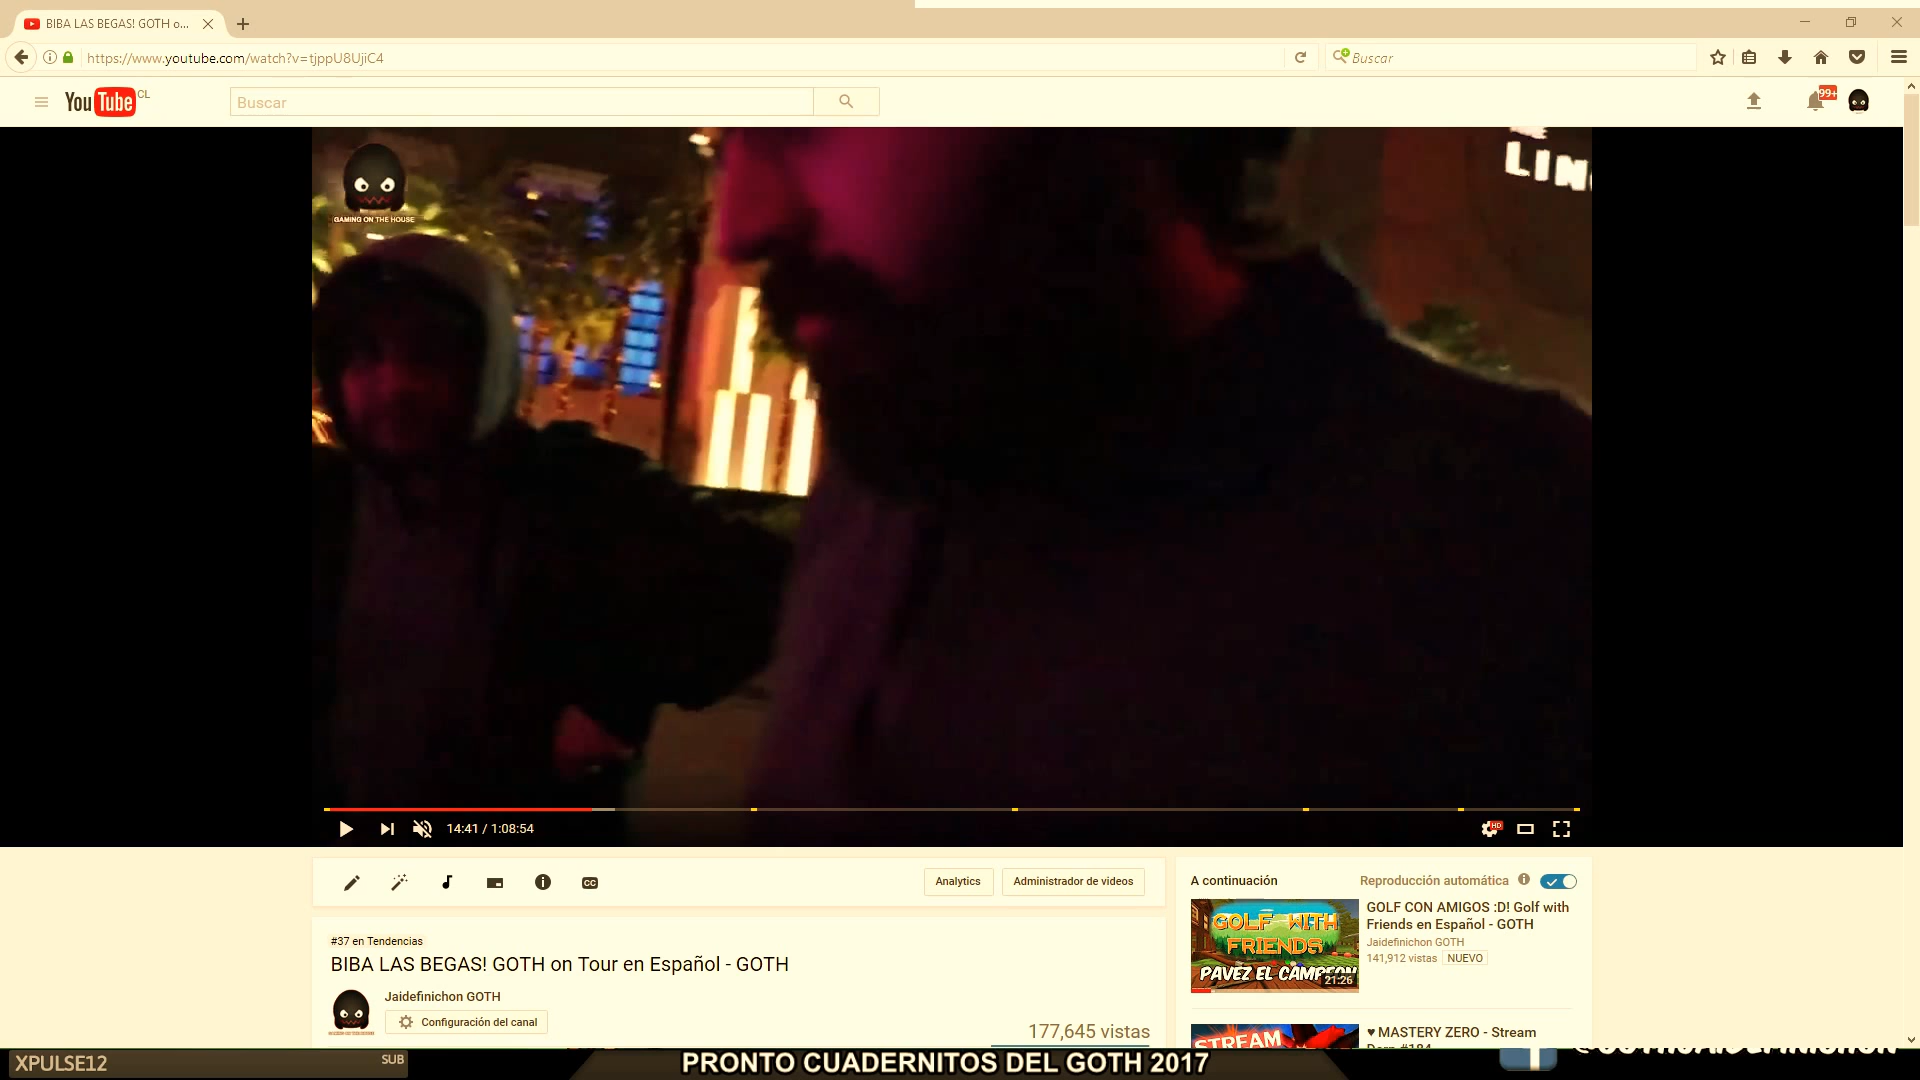 BIBA LAS BEGAS! GOTH o...
https://www.youtube.com/watch?v=tjppU8UjiC4
Buscar
YouTube CL
Buscar
99+
GAMING ON THE HOUSE
LIN
14:41 / 1:08:54
HD
CC
Analytics
Administrador de videos
#37 en Tendencias
BIBA LAS BEGAS! GOTH on Tour en Español - GOTH
Jaidefinichon GOTH
Configuración del canal
177,645 vistas
A continuación
Reproducción automática
GOLF WITH
FRIENDS
PAVEZ EL CAMPEON
21:26
GOLF CON AMIGOS :D! Golf with
Friends en Español - GOTH
Jaidefinichon GOTH
141,912 vistas NUEVO
STREAM
♥ MASTERY ZERO - Stream
XPULSE12
SUB
PRONTO CUADERNITOS DEL GOTH 2017